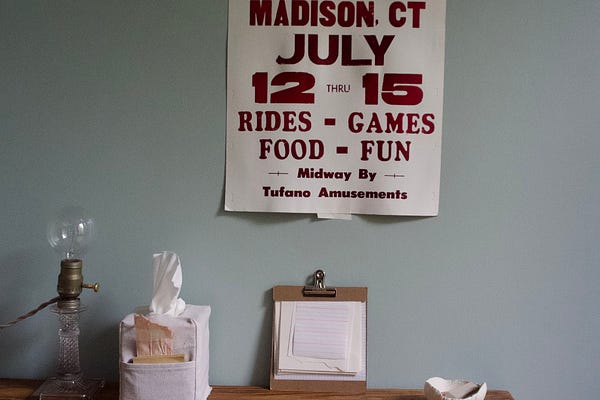 MADISON, CT
JULY
12 THRU 15
RIDES - GAMES
FOOD - FUN
Midway By
Tufano Amusements